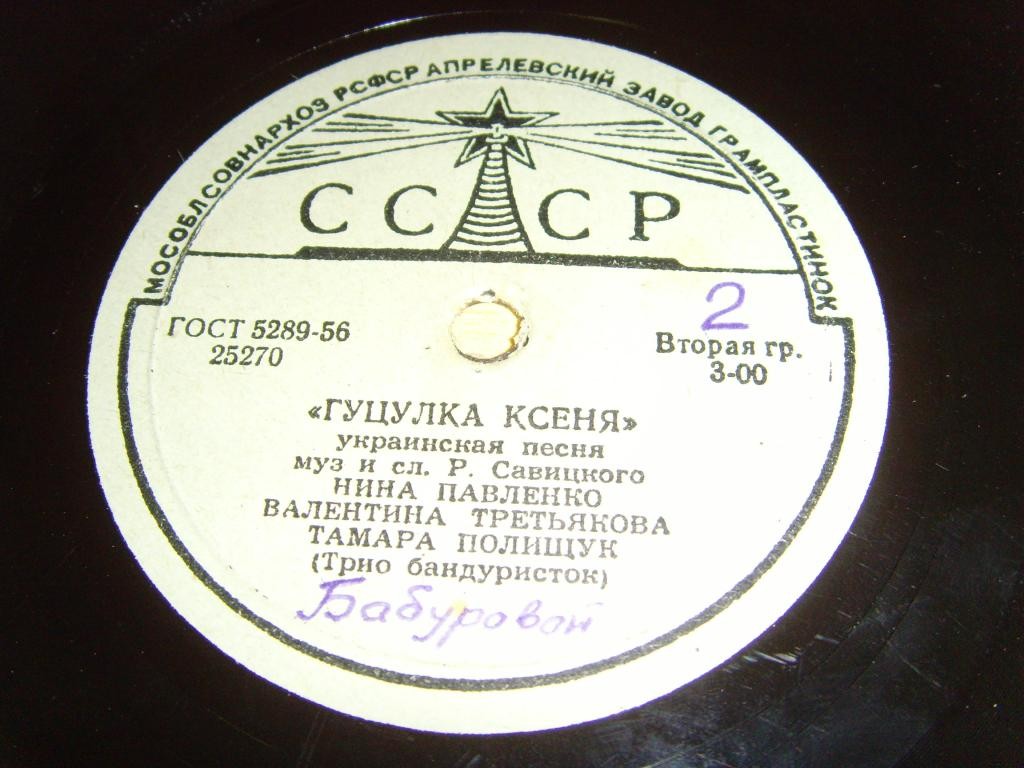 МОСОБЛСОВНАРХОЗ РСФСР АПРЕЛЕВСКИЙ ЗАВОД ГРАМПЛАСТИНОК
СССР
2
ГОСТ 5289-56
25270
Вторая гр.
3-00
«ГУЦУЛКА КСЕНЯ»
украинская песня
муз и сл. Р. Савицкого
НИНА ПАВЛЕНКО
ВАЛЕНТИНА ТРЕТЬЯКОВА
ТАМАРА ПОЛИЩУК
(Трио бандуристок)
Бабуровой